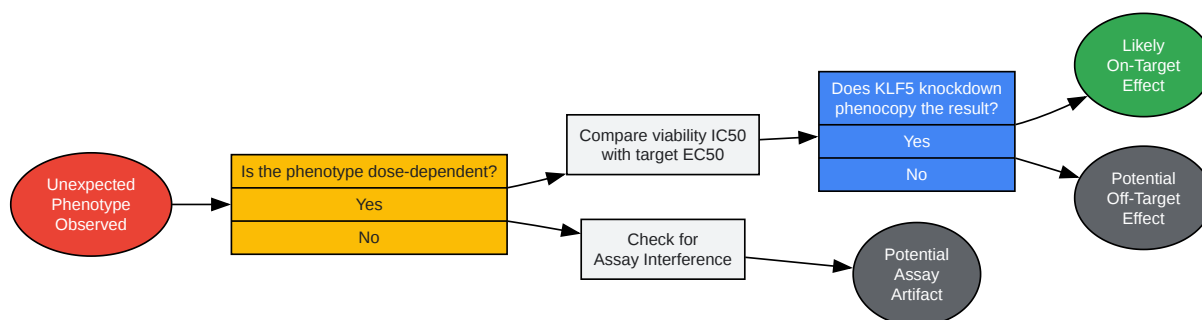 Unexpected
Phenotype
Observed
Is the phenotype dose-dependent?
Yes
No
Compare viability IC50
with target EC50
Check for
Assay Interference
Does KLF5 knockdown
phenocopy the result?
Yes
No
Potential
Assay
Artifact
Likely
On-Target
Effect
Potential
Off-Target
Effect